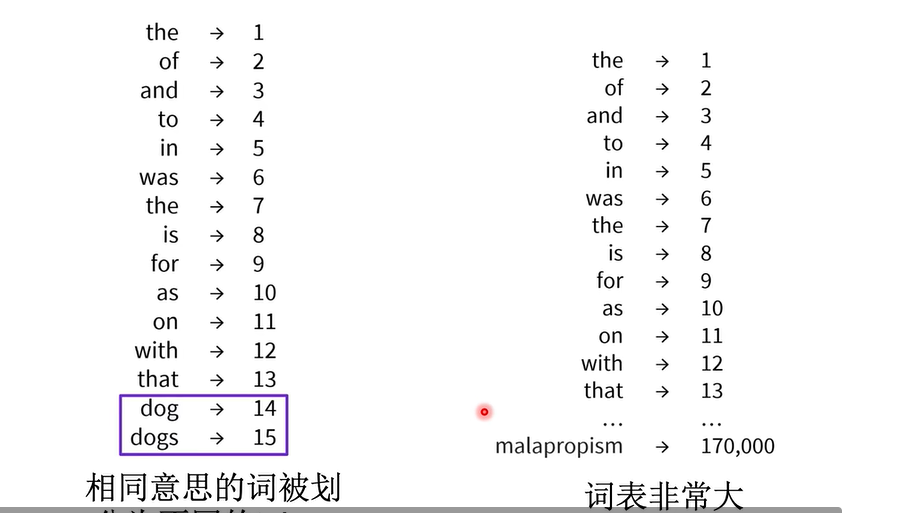 the → 1
of → 2
and → 3
to → 4
in → 5
was → 6
the → 7
is → 8
for → 9
as → 10
on → 11
with → 12
that → 13
dog → 14
dogs → 15
相同意思的词被划
the → 1
of → 2
and → 3
to → 4
in → 5
was → 6
the → 7
is → 8
for → 9
as → 10
on → 11
with → 12
that → 13
... ...
malapropism → 170,000
词表非常大